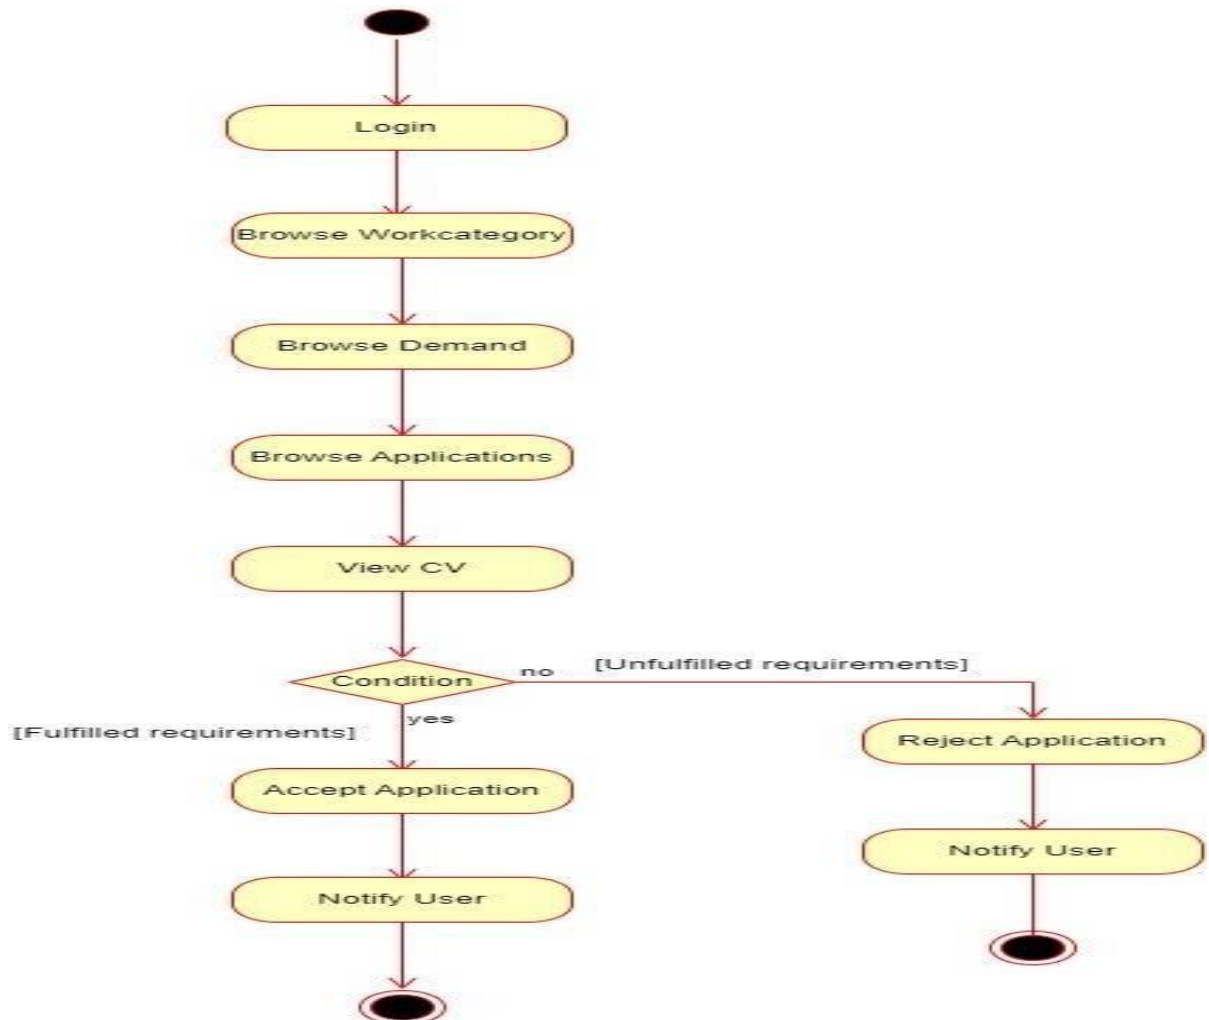 Login
Browse Workcategory
Browse Demand
Browse Applications
View CV
Condition
no
[Unfulfilled requirements]
yes
[Fulfilled requirements]
Reject Application
Accept Application
Notify User
Notify User